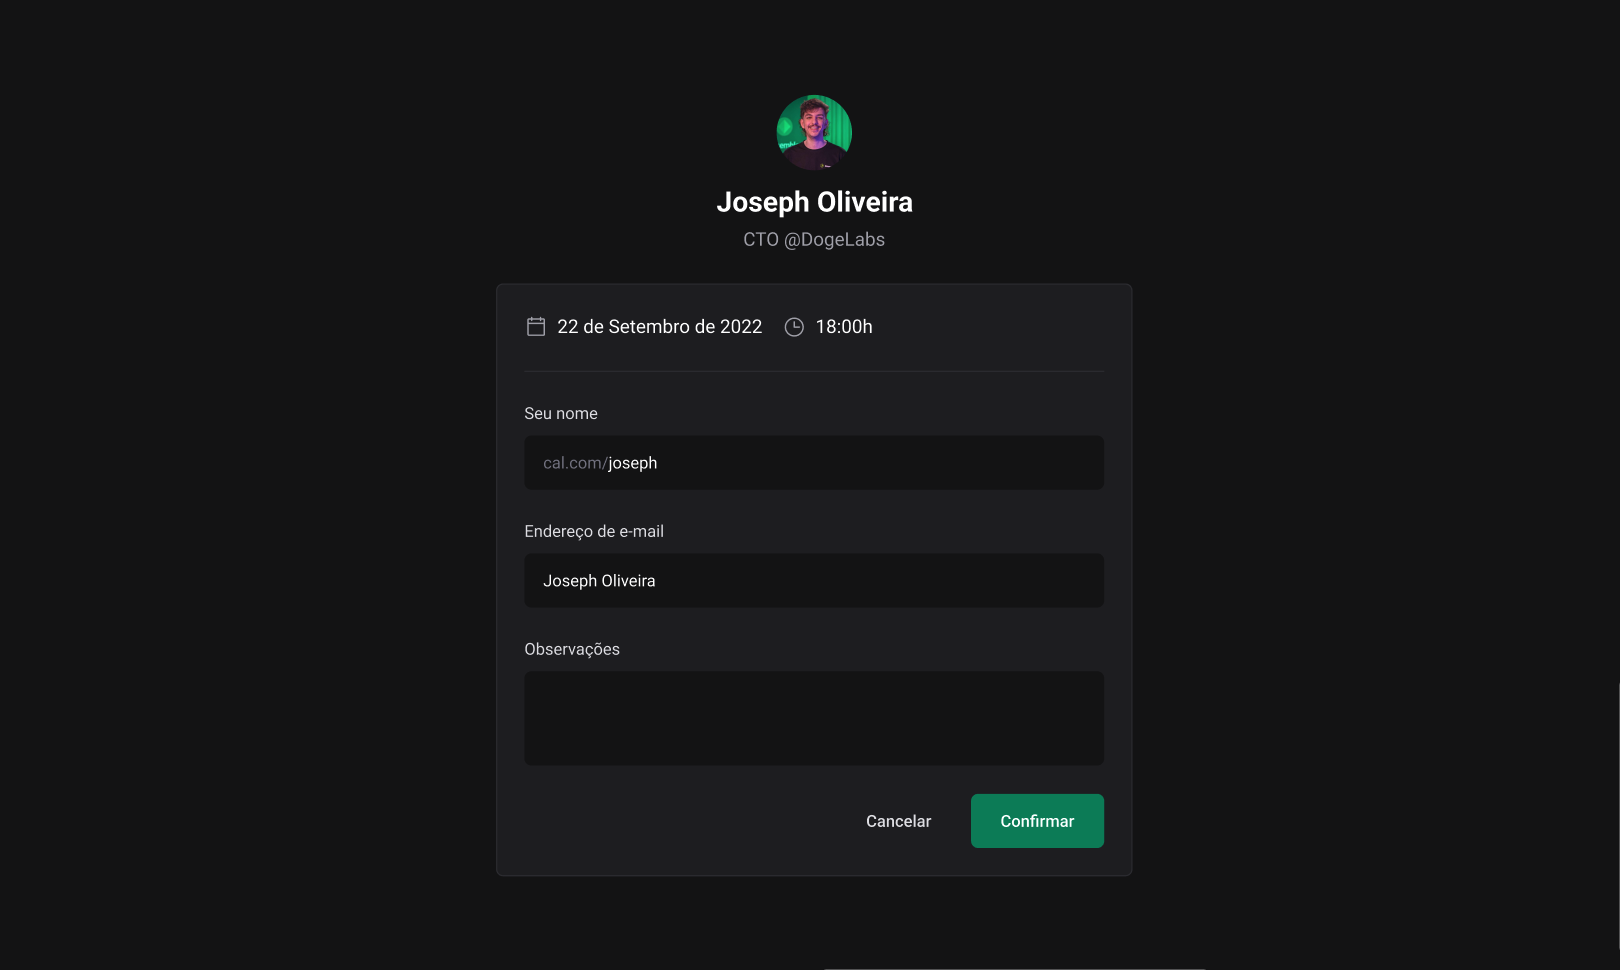 Joseph Oliveira
CTO @DogeLabs
22 de Setembro de 2022 18:00h
Seu nome
cal.com/joseph
Endereço de e-mail
Joseph Oliveira
Observações
Cancelar Confirmar